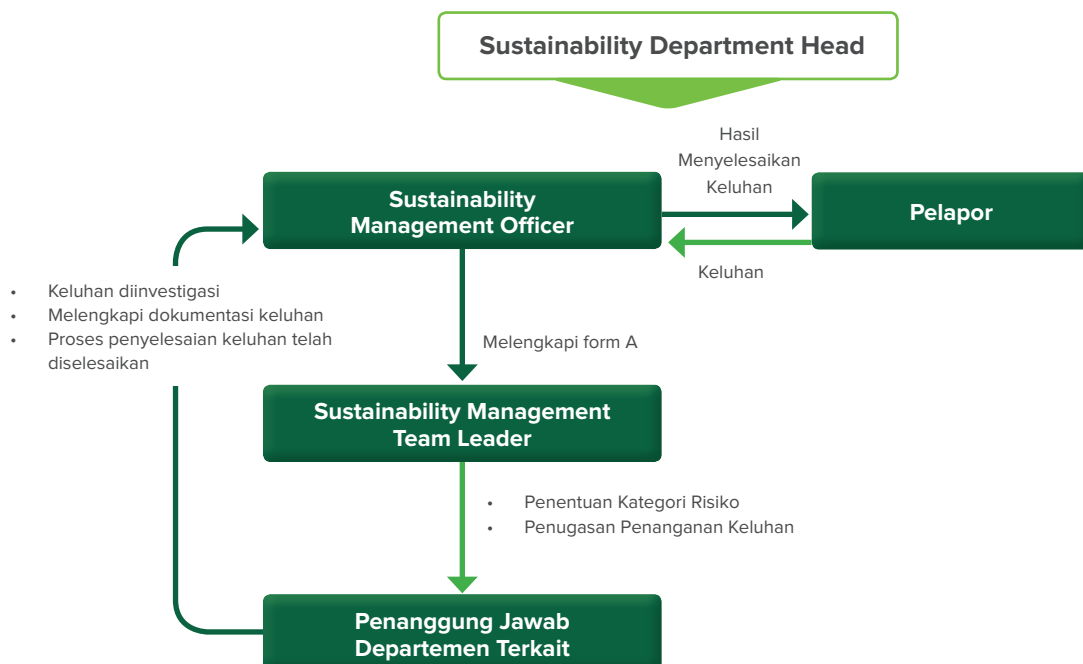 Sustainability Department Head
Hasil
Menyelesaikan
Keluhan
Sustainability
Management Officer
Pelapor
Keluhan
• Keluhan diinvestigasi
• Melengkapi dokumentasi keluhan
• Proses penyelesaian keluhan telah
diselesaikan
Melengkapi form A
Sustainability Management
Team Leader
• Penentuan Kategori Risiko
• Penugasan Penanganan Keluhan
Penanggung Jawab
Departemen Terkait